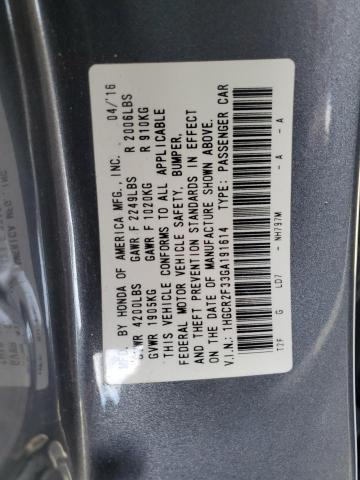 MFD. BY HONDA OF AMERICA MFG., INC. 04/16
GVWR 4200LBS GAWR F 2249LBS R 2006LBS
GVWR 1905KG GAWR F 1020KG R 910KG
THIS VEHICLE CONFORMS TO ALL APPLICABLE
FEDERAL MOTOR VEHICLE SAFETY, BUMPER,
AND THEFT PREVENTION STANDARDS IN EFFECT
ON THE DATE OF MANUFACTURE SHOWN ABOVE.
V.I.N.: 1HGCR2F33GA191614 TYPE: PASSENGER CAR
T2F G LD7 NH797M - A - A